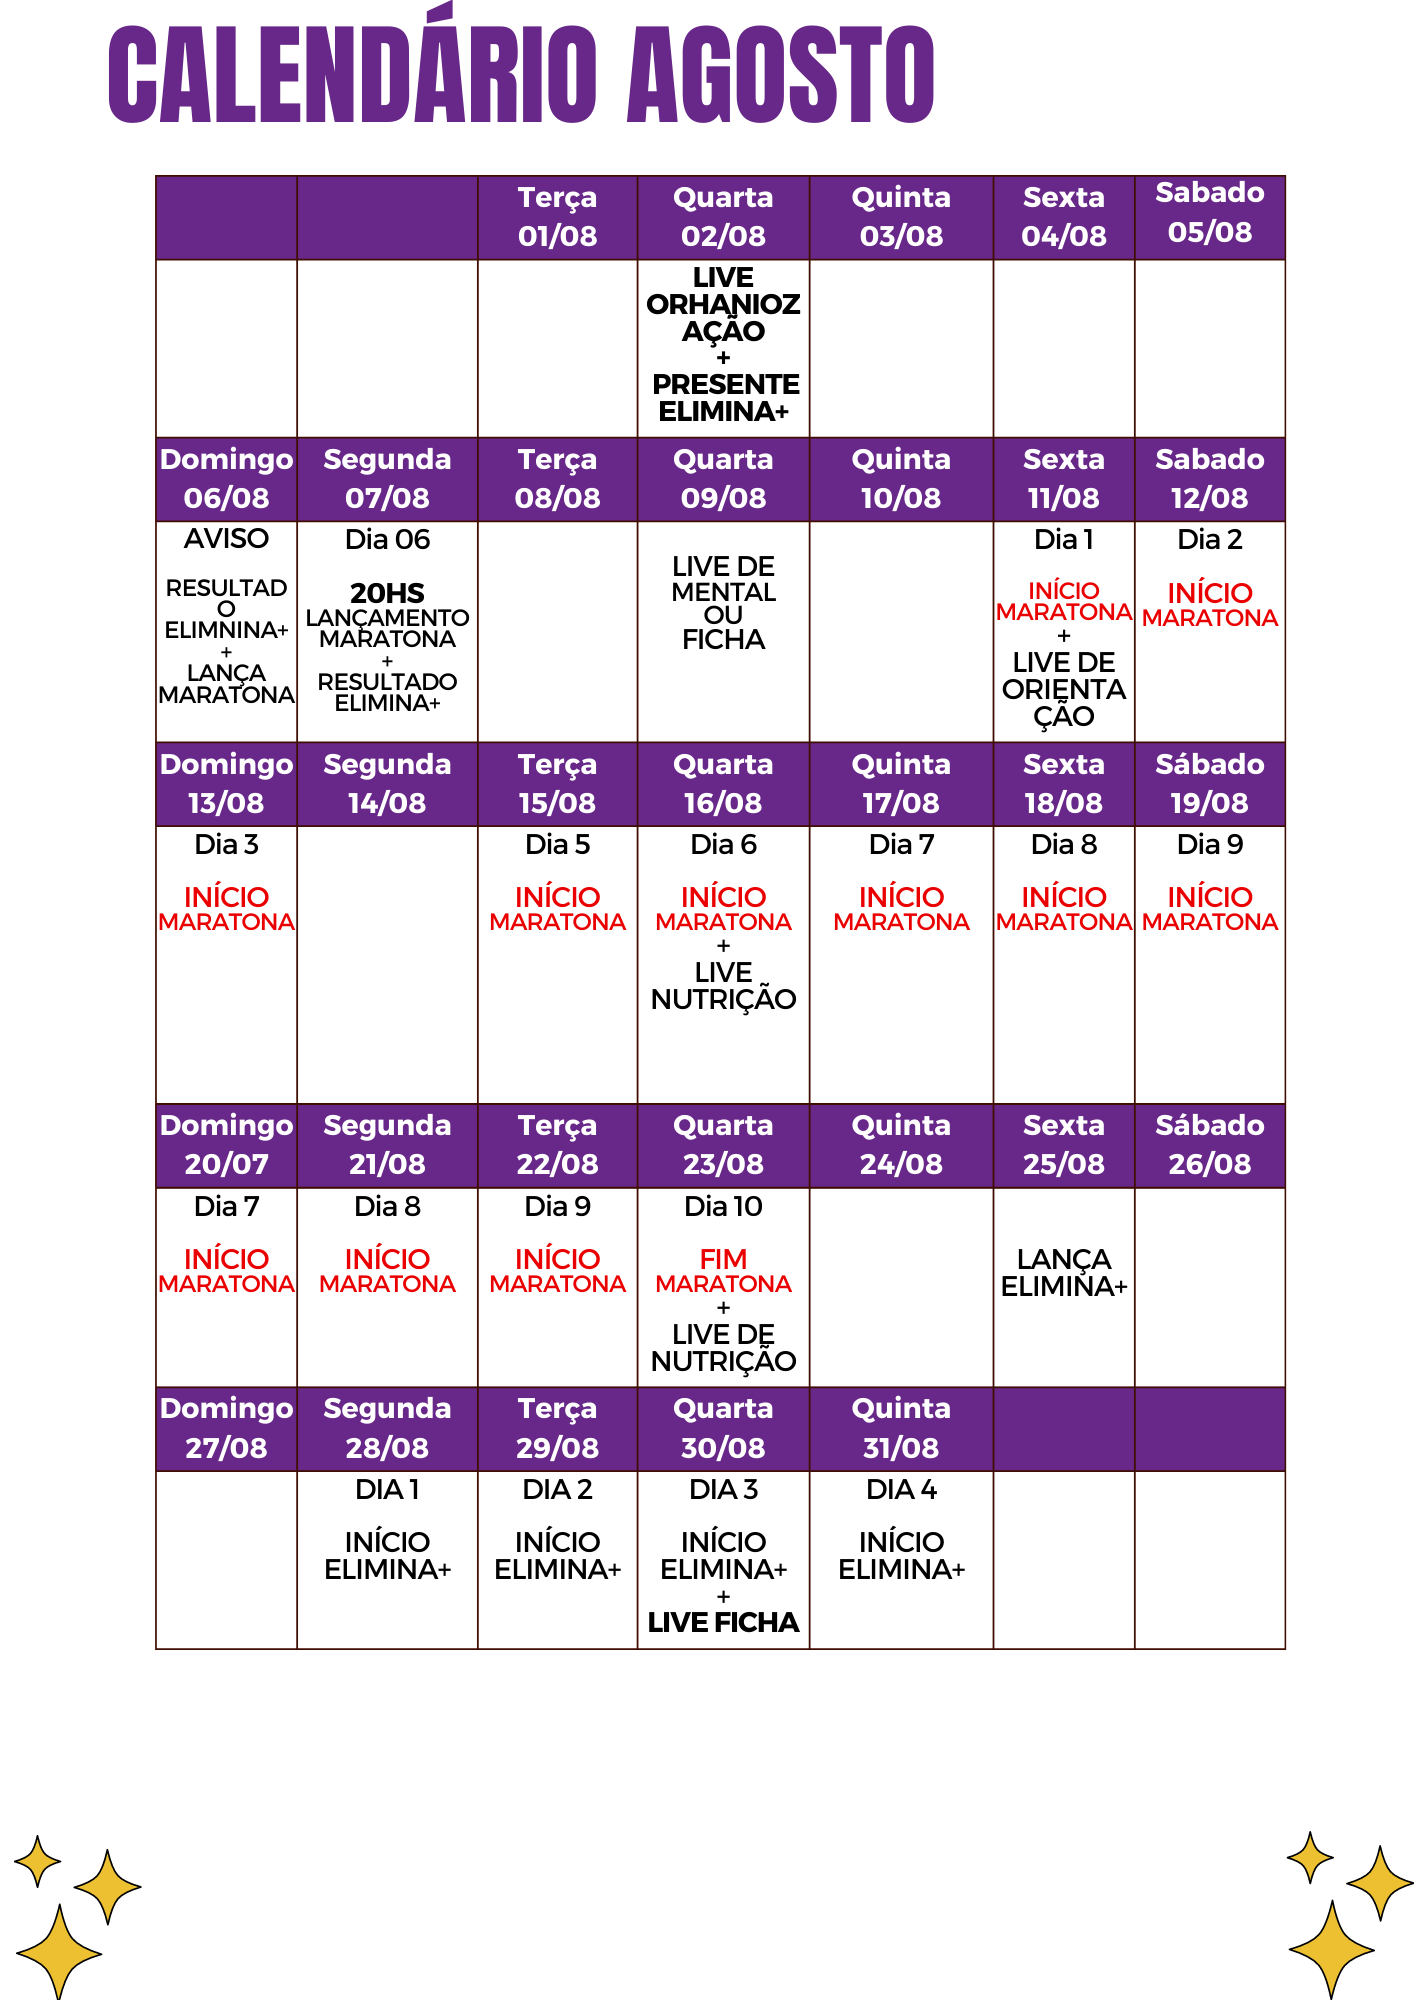 CALENDÁRIO AGOSTO
Terça
01/08
Quarta
02/08
Quinta
03/08
Sexta
04/08
Sabado
05/08
LIVE
ORHANIOZ
AÇÃO
+
PRESENTE
ELIMINA+
Domingo
06/08
Segunda
07/08
Terça
08/08
Quarta
09/08
Quinta
10/08
Sexta
11/08
Sabado
12/08
AVISO
RESULTAD
O
ELIMNINA+
+
LANÇA
MARATONA
Dia 06
20HS
LANÇAMENTO
MARATONA
+
RESULTADO
ELIMINA+
LIVE DE
MENTAL
OU
FICHA
Dia 1
INÍCIO
MARATONA
+
LIVE DE
ORIENTA
ÇÃO
Dia 2
INÍCIO
MARATONA
Domingo
13/08
Segunda
14/08
Terça
15/08
Quarta
16/08
Quinta
17/08
Sexta
18/08
Sábado
19/08
Dia 3
INÍCIO
MARATONA
Dia 5
INÍCIO
MARATONA
Dia 6
INÍCIO
MARATONA
+
LIVE
NUTRIÇÃO
Dia 7
INÍCIO
MARATONA
Dia 8
INÍCIO
MARATONA
Dia 9
INÍCIO
MARATONA
Domingo
20/07
Segunda
21/08
Terça
22/08
Quarta
23/08
Quinta
24/08
Sexta
25/08
Sábado
26/08
Dia 7
INÍCIO
MARATONA
Dia 8
INÍCIO
MARATONA
Dia 9
INÍCIO
MARATONA
Dia 10
FIM
MARATONA
+
LIVE DE
NUTRIÇÃO
LANÇA
ELIMINA+
Domingo
27/08
Segunda
28/08
Terça
29/08
Quarta
30/08
Quinta
31/08
DIA 1
INÍCIO
ELIMINA+
DIA 2
INÍCIO
ELIMINA+
DIA 3
INÍCIO
ELIMINA+
+
LIVE FICHA
DIA 4
INÍCIO
ELIMINA+